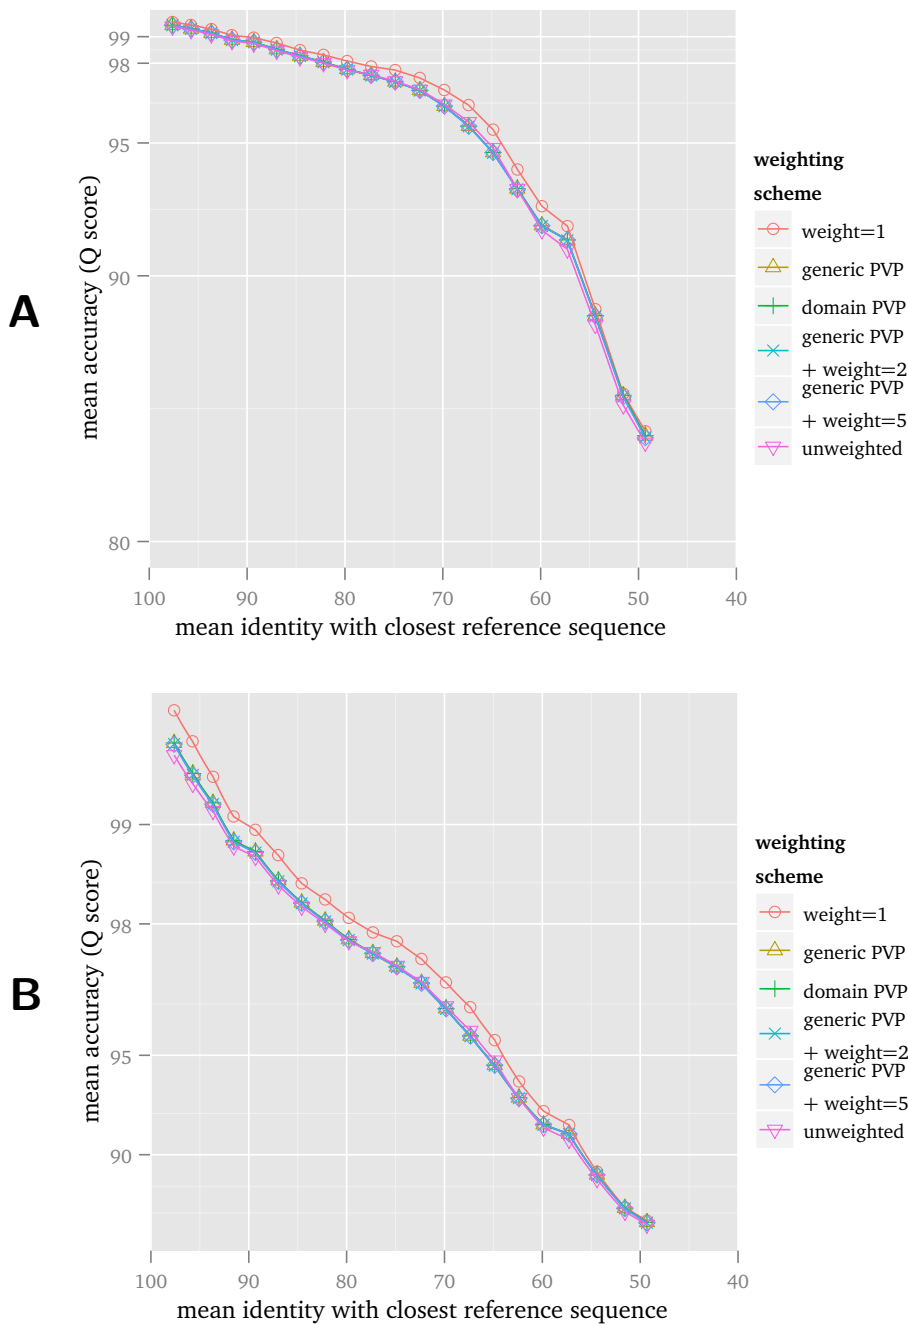 99
98
95
90
80
mean accuracy (Q score)
A
100 90 80 70 60 50 40
mean identity with closest reference sequence
weighting
scheme
weight=1
generic PVP
domain PVP
generic PVP
+ weight=2
generic PVP
+ weight=5
unweighted
99
98
95
90
mean accuracy (Q score)
B
100 90 80 70 60 50 40
mean identity with closest reference sequence
weighting
scheme
weight=1
generic PVP
domain PVP
generic PVP
+ weight=2
generic PVP
+ weight=5
unweighted